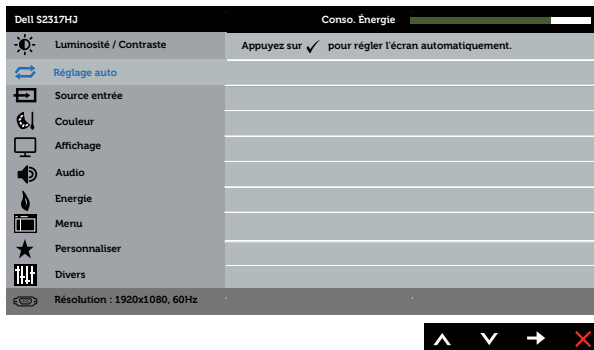 Dell S2317HJ Conso. Énergie
Luminosité / Contraste
Appuyez sur ✓ pour régler l'écran automatiquement.
Réglage auto
Source entrée
Couleur
Affichage
Audio
Energie
Menu
Personnaliser
Divers
Résolution : 1920x1080, 60Hz